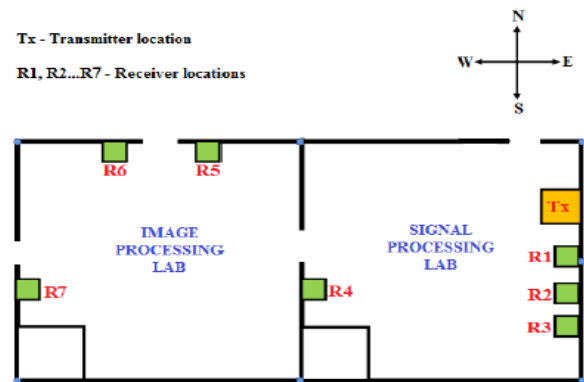 Tx - Transmitter location
R1, R2...R7 - Receiver locations
N
W
E
S
R6
R5
Tx
IMAGE
PROCESSING
LAB
SIGNAL
PROCESSING
LAB
R1
R7
R4
R2
R3